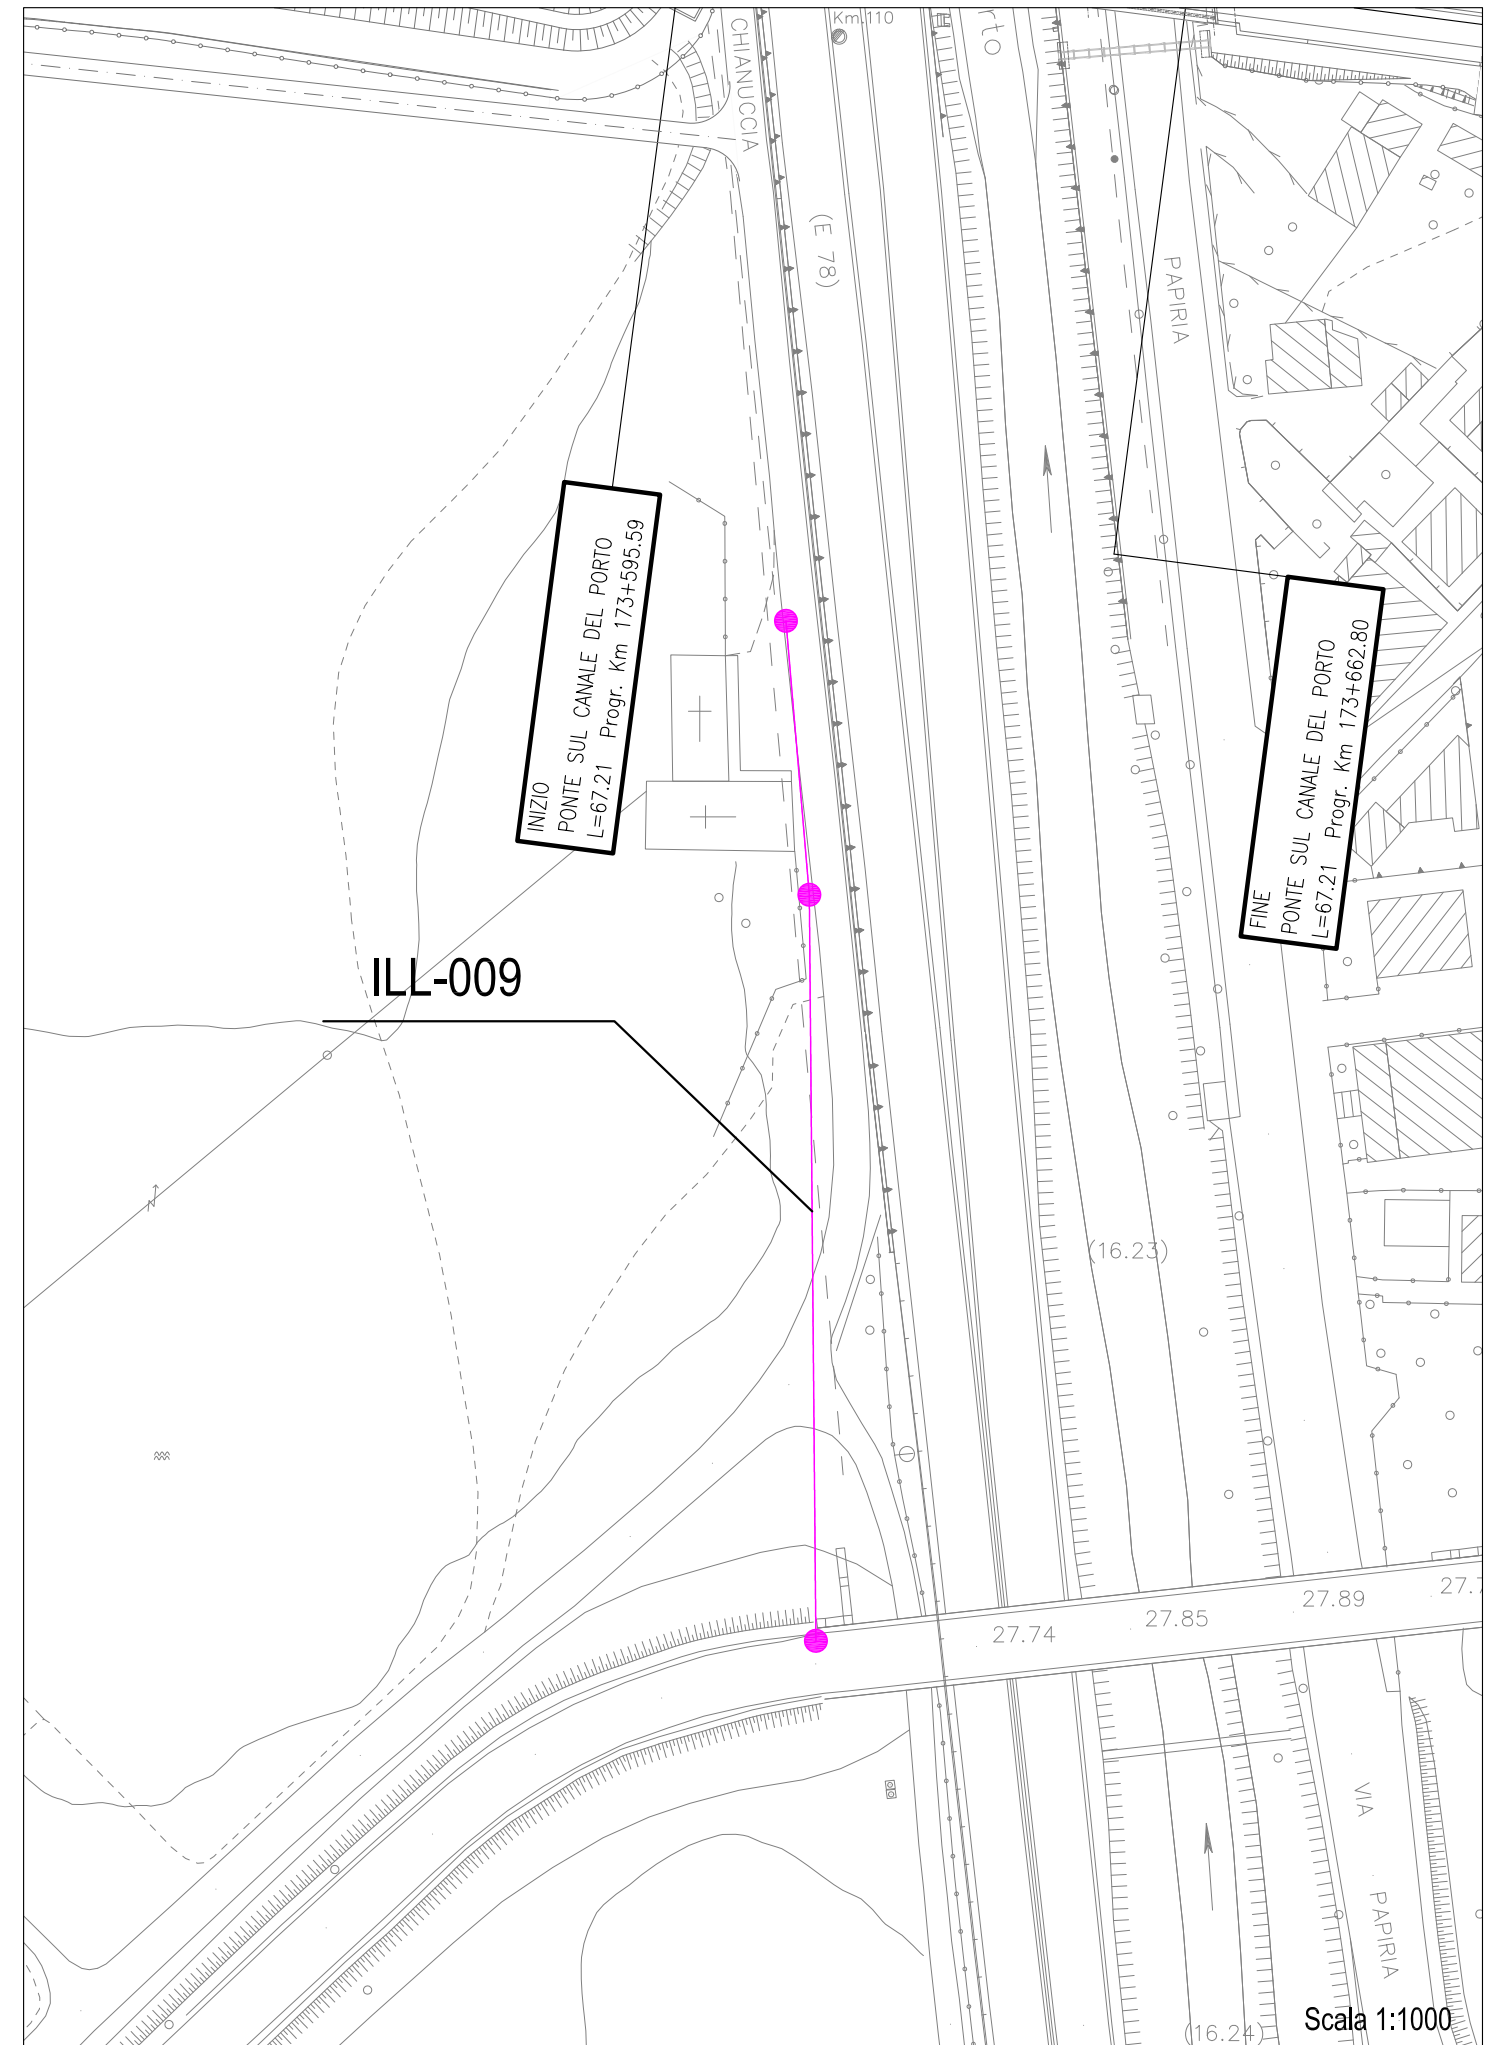 Km.110
rto
CHIANUCCIA
(E 78)
PAPIRIA
INIZIO
PONTE SUL CANALE DEL PORTO
L=67.21 Progr. Km 173+595.59
FINE
PONTE SUL CANALE DEL PORTO
L=67.21 Progr. Km 173+662.80
ILL-009
(16.23)
27.74
27.85
27.89
27.7
VIA
PAPIRIA
(16.24)
Scala 1:1000